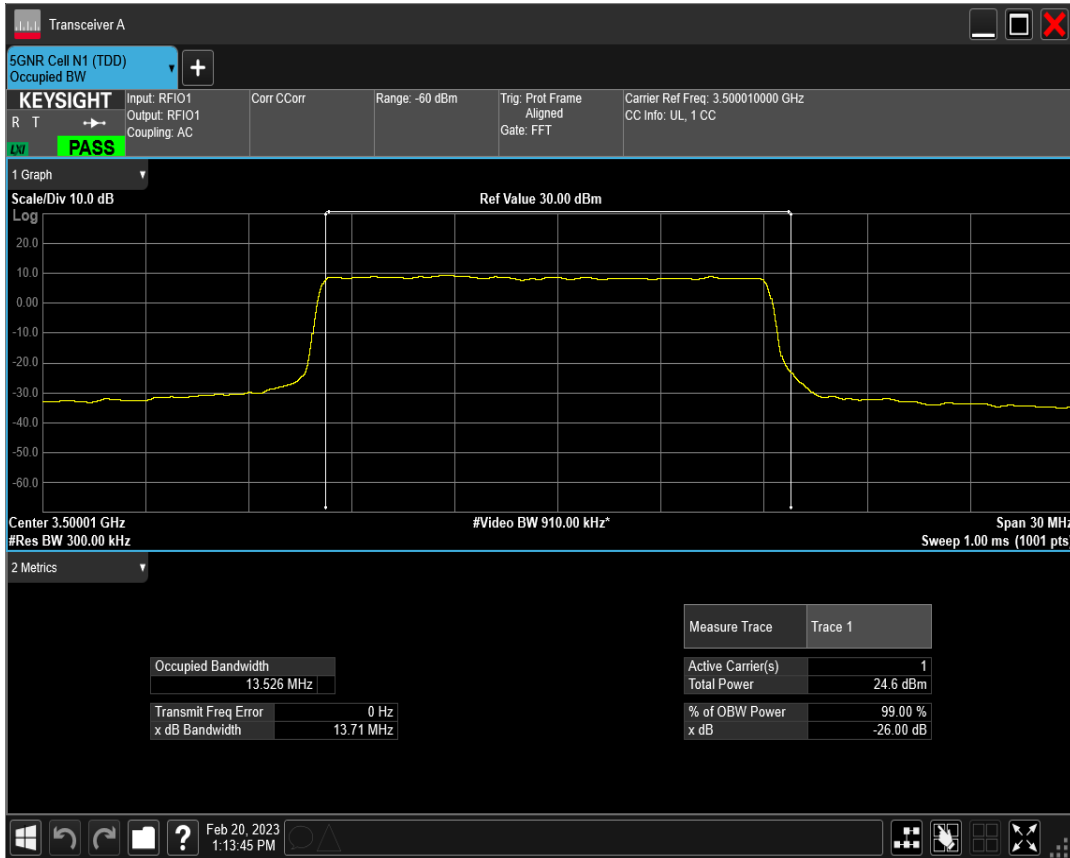 Transceiver A
5GNR Cell N1 (TDD)
Occupied BW
+
KEYSIGHT
R T
LXI
PASS
Input: RFIO1
Output: RFIO1
Coupling: AC
Corr CCorr
Range: -60 dBm
Trig: Prot Frame
Aligned
Gate: FFT
Carrier Ref Freq: 3.500010000 GHz
CC Info: UL, 1 CC
1 Graph
Scale/Div 10.0 dB
Ref Value 30.00 dBm
Log
20.0
10.0
0.00
-10.0
-20.0
-30.0
-40.0
-50.0
-60.0
Center 3.50001 GHz
#Video BW 910.00 kHz*
Span 30 MHz
#Res BW 300.00 kHz
Sweep 1.00 ms (1001 pts)
2 Metrics
Measure Trace Trace 1
Occupied Bandwidth
13.526 MHz
Active Carrier(s) 1
Total Power 24.6 dBm
Transmit Freq Error 0 Hz
x dB Bandwidth 13.71 MHz
% of OBW Power 99.00 %
x dB -26.00 dB
?
Feb 20, 2023
1:13:45 PM